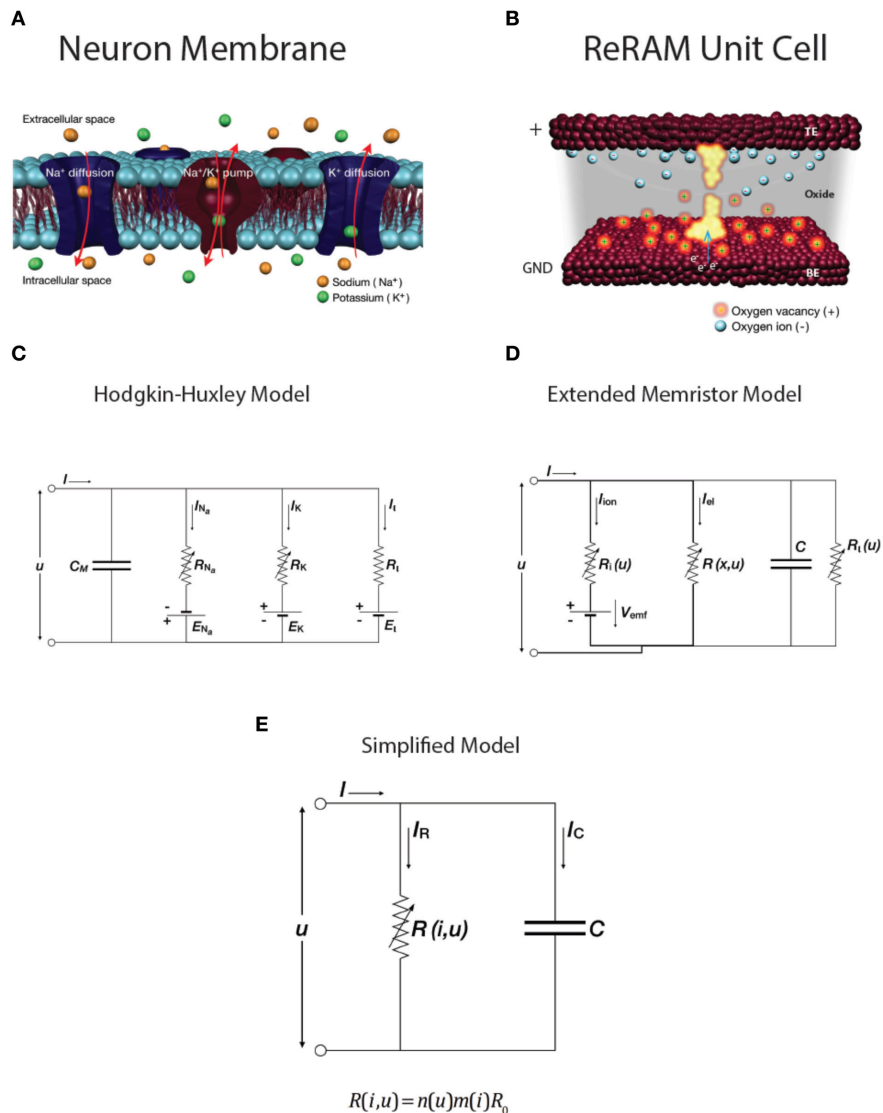 A
Neuron Membrane
Extracellular space
Na⁺ diffusion
Na⁺/K⁺ pump
K⁺ diffusion
Intracellular space
Sodium (Na⁺)
Potassium (K⁺)
B
ReRAM Unit Cell
+
TE
Oxide
GND
e⁻
e⁻ e⁻
BE
Oxygen vacancy (+)
Oxygen ion (-)
C
Hodgkin-Huxley Model
I
u
C_M
I_Na
R_Na
-
+
E_Na
I_K
R_K
+
-
E_K
I_l
R_l
+
-
E_l
D
Extended Memristor Model
I
u
I_ion
R_i(u)
+
-
V_emf
I_el
R(x,u)
C
R_l(u)
E
Simplified Model
I
u
I_R
R(i,u)
I_C
C
R(i,u)=n(u)m(i)R₀